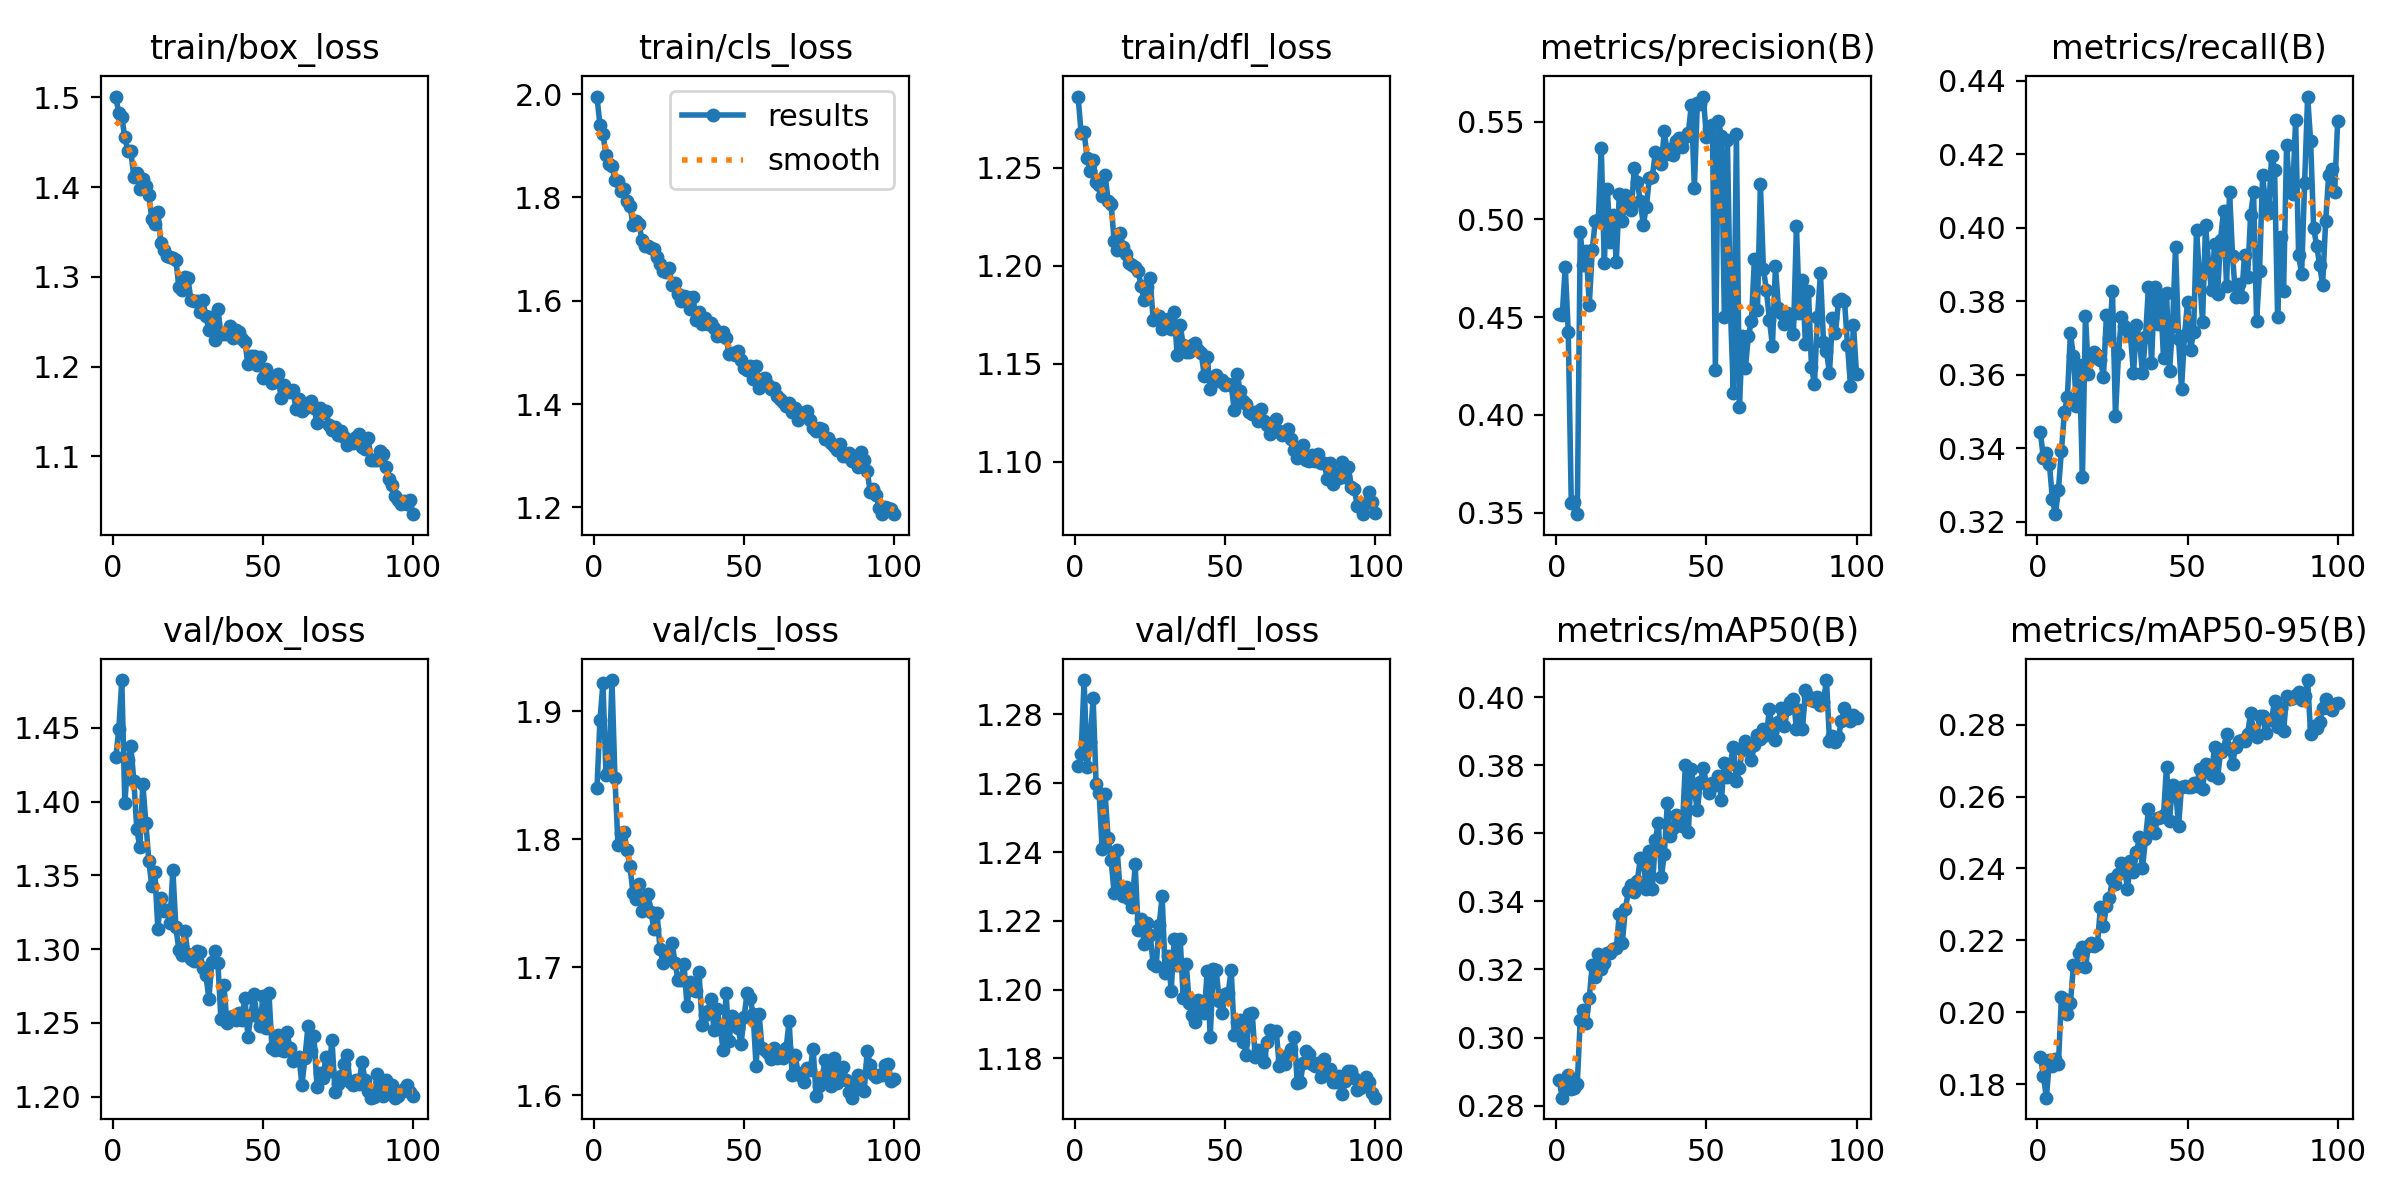 train/box_loss
1.5
1.4
1.3
1.2
1.1
0 50 100
train/cls_loss
results
smooth
2.0
1.8
1.6
1.4
1.2
0 50 100
train/dfl_loss
1.25
1.20
1.15
1.10
0 50 100
metrics/precision(B)
0.55
0.50
0.45
0.40
0.35
0 50 100
metrics/recall(B)
0.44
0.42
0.40
0.38
0.36
0.34
0.32
0 50 100
val/box_loss
1.45
1.40
1.35
1.30
1.25
1.20
0 50 100
val/cls_loss
1.9
1.8
1.7
1.6
0 50 100
val/dfl_loss
1.28
1.26
1.24
1.22
1.20
1.18
0 50 100
metrics/mAP50(B)
0.40
0.38
0.36
0.34
0.32
0.30
0.28
0 50 100
metrics/mAP50-95(B)
0.28
0.26
0.24
0.22
0.20
0.18
0 50 100